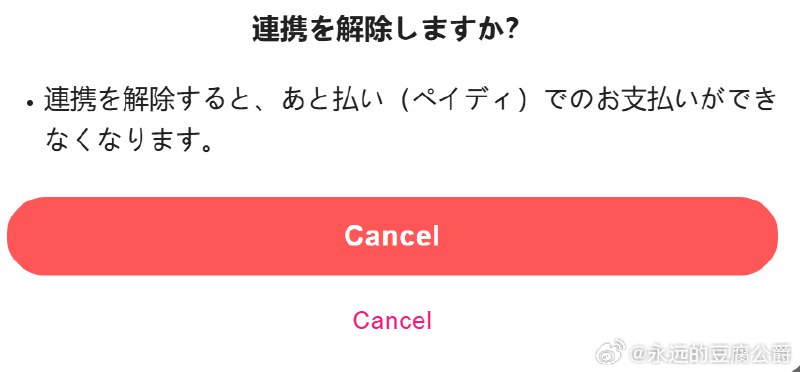 連携を解除しますか?
• 連携を解除すると、あと払い（ペイディ）でのお支払いができ
なくなります。
Cancel
Cancel
@永远的豆腐公爵